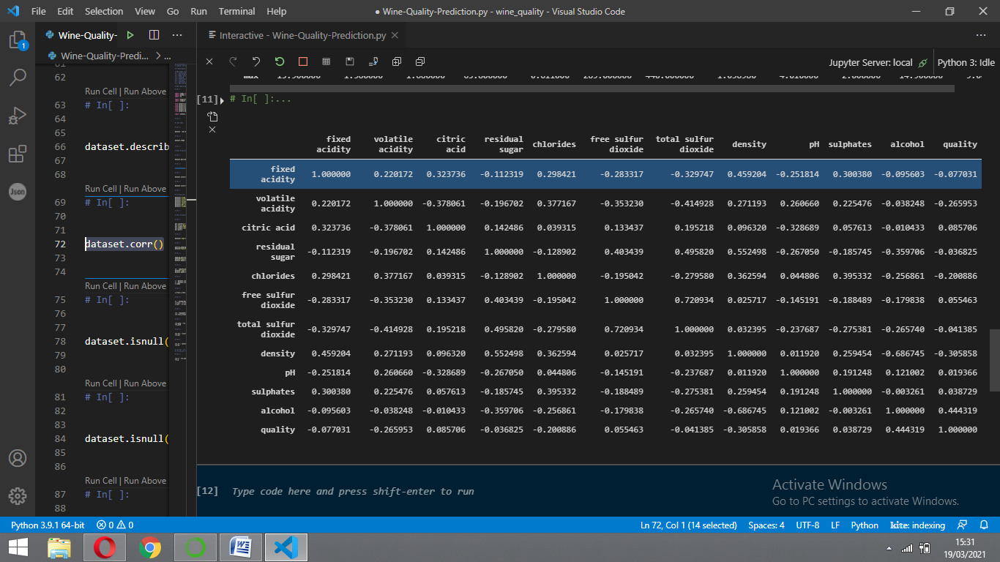 File Edit Selection View Go Run Terminal Help
● Wine-Quality-Prediction.py - wine_quality - Visual Studio Code
Wine-Quality-
Interactive - Wine-Quality-Prediction.py
Wine-Quality-Predi... > ...
Jupyter Server: local Python 3: Idle
1
61
62
Run Cell | Run Above
63 # In[ ]:
64
65
66 dataset.describ
67
68
Run Cell | Run Above
69 # In[ ]:
70
71
72 dataset.corr()
73
74
Run Cell | Run Above
75 # In[ ]:
76
77
78 dataset.isnull(
79
80
Run Cell | Run Above
81 # In[ ]:
82
83
84 dataset.isnull(
85
86
Run Cell | Run Above
87 # In[ ]:
88
Json
max
[11] # In[ ]:...
fixed acidity volatile acidity citric acid residual sugar chlorides free sulfur dioxide total sulfur dioxide density pH sulphates alcohol quality
fixed acidity 1.000000 0.220172 0.323736 -0.112319 0.298421 -0.283317 -0.329747 0.459204 -0.251814 0.300380 -0.095603 -0.077031
volatile acidity 0.220172 1.000000 -0.378061 -0.196702 0.377167 -0.353230 -0.414928 0.271193 0.260660 0.225476 -0.038248 -0.265953
citric acid 0.323736 -0.378061 1.000000 0.142486 0.039315 0.133437 0.195218 0.096320 -0.328689 0.057613 -0.010433 0.085706
residual sugar -0.112319 -0.196702 0.142486 1.000000 -0.128902 0.403439 0.495820 0.552498 -0.267050 -0.185745 -0.359706 -0.036825
chlorides 0.298421 0.377167 0.039315 -0.128902 1.000000 -0.195042 -0.279580 0.362594 0.044806 0.395332 -0.256861 -0.200886
free sulfur dioxide -0.283317 -0.353230 0.133437 0.403439 -0.195042 1.000000 0.720934 0.025717 -0.145191 -0.188489 -0.179838 0.055463
total sulfur dioxide -0.329747 -0.414928 0.195218 0.495820 -0.279580 0.720934 1.000000 0.032395 -0.237687 -0.275381 -0.265740 -0.041385
density 0.459204 0.271193 0.096320 0.552498 0.362594 0.025717 0.032395 1.000000 0.011920 0.259454 -0.686745 -0.305858
pH -0.251814 0.260660 -0.328689 -0.267050 0.044806 -0.145191 -0.237687 0.011920 1.000000 0.191248 0.121002 0.019366
sulphates 0.300380 0.225476 0.057613 -0.185745 0.395332 -0.188489 -0.275381 0.259454 0.191248 1.000000 -0.003261 0.038729
alcohol -0.095603 -0.038248 -0.010433 -0.359706 -0.256861 -0.179838 -0.265740 -0.686745 0.121002 -0.003261 1.000000 0.444319
quality -0.077031 -0.265953 0.085706 -0.036825 -0.200886 0.055463 -0.041385 -0.305858 0.019366 0.038729 0.444319 1.000000
[12] Type code here and press shift-enter to run
Activate Windows
Go to PC settings to activate Windows.
Python 3.9.1 64-bit 0 0
Ln 72, Col 1 (14 selected) Spaces: 4 UTF-8 LF Python kite: indexing
15:31
19/03/2021